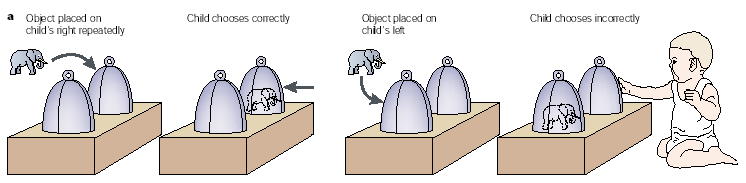 a Object placed on
child's right repeatedly
Child chooses correctly
Object placed on
child's left
Child chooses incorrectly